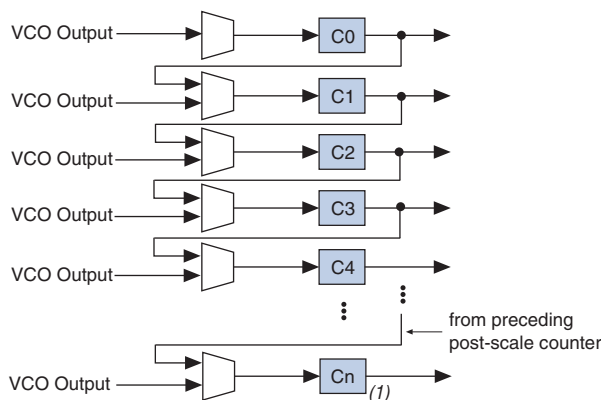 VCO Output
C0
VCO Output
C1
VCO Output
C2
VCO Output
C3
VCO Output
C4
from preceding
post-scale counter
VCO Output
Cn
(1)